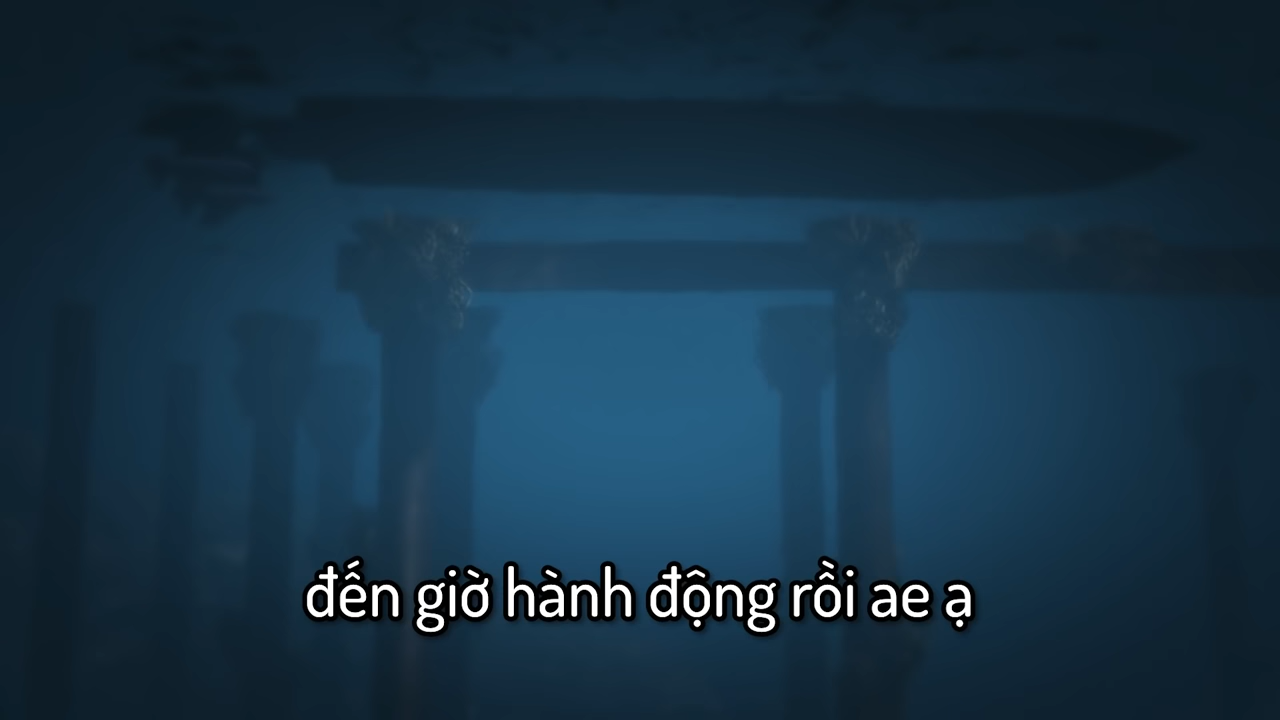 đến giờ hành động rồi ae ạ